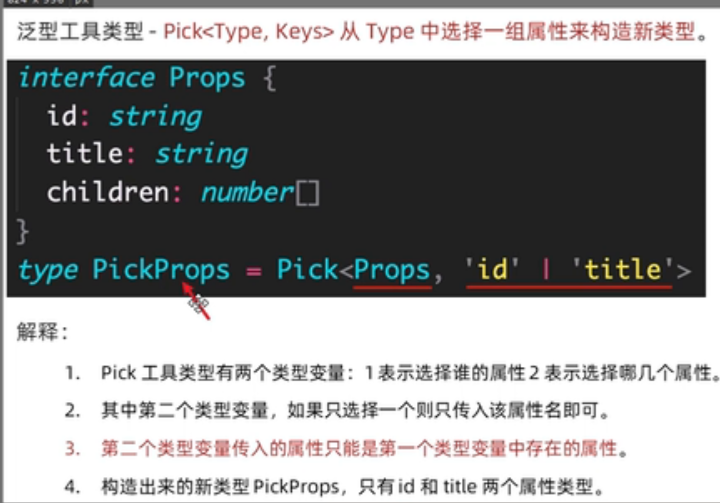 泛型工具类型 - Pick<Type, Keys> 从 Type 中选择一组属性来构造新类型。
interface Props {
id: string
title: string
children: number[]
}
type PickProps = Pick<Props, 'id' | 'title'>
解释：
1. Pick 工具类型有两个类型变量：1 表示选择谁的属性 2 表示选择哪几个属性。
2. 其中第二个类型变量，如果只选择一个则只传入该属性名即可。
3. 第二个类型变量传入的属性只能是第一个类型变量中存在的属性。
4. 构造出来的新类型 PickProps，只有 id 和 title 两个属性类型。